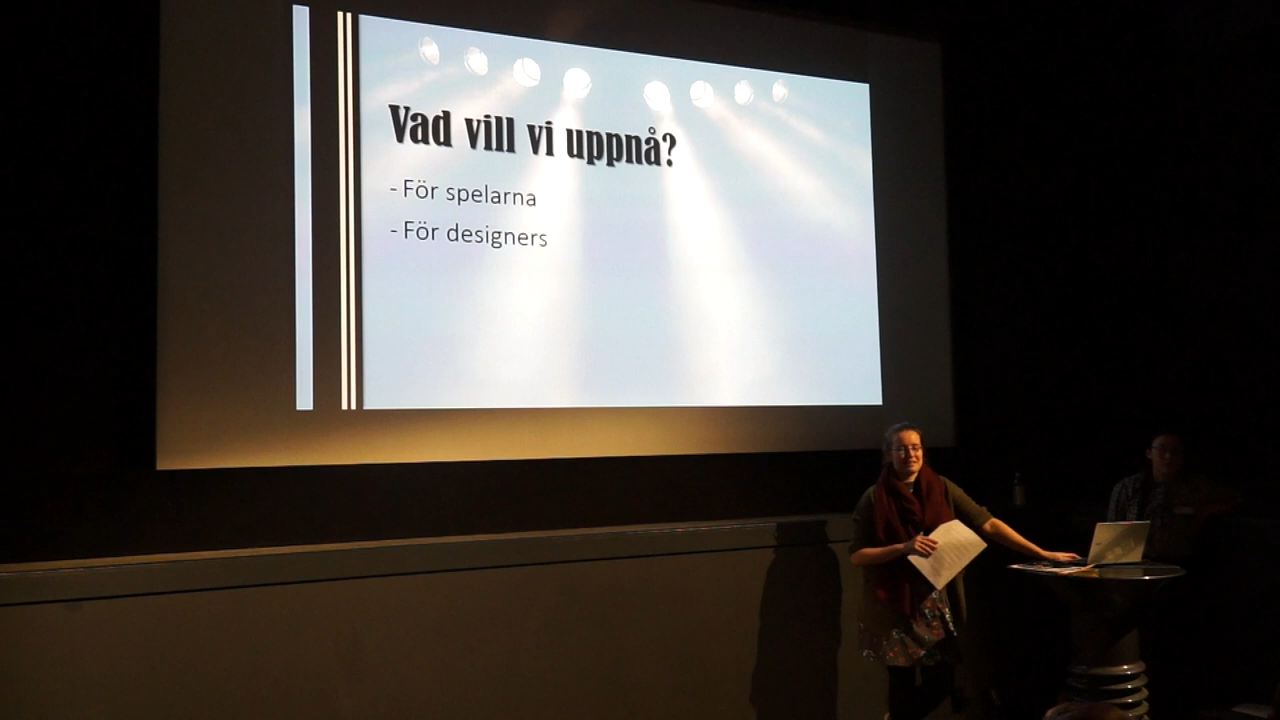 Vad vill vi uppnå?
- För spelarna
- För designers